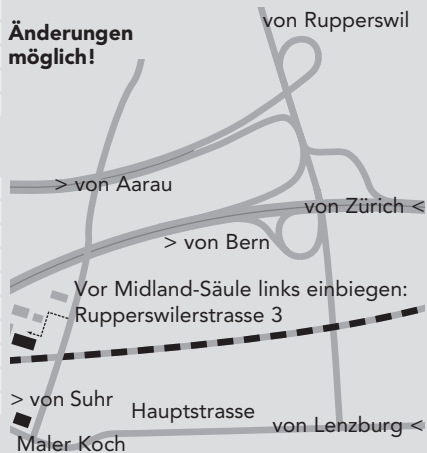 Änderungen
möglich!
von Rupperswil
> von Aarau
von Zürich <
> von Bern
Vor Midland-Säule links einbiegen:
Rupperswilerstrasse 3
> von Suhr
Hauptstrasse
von Lenzburg <
Maler Koch